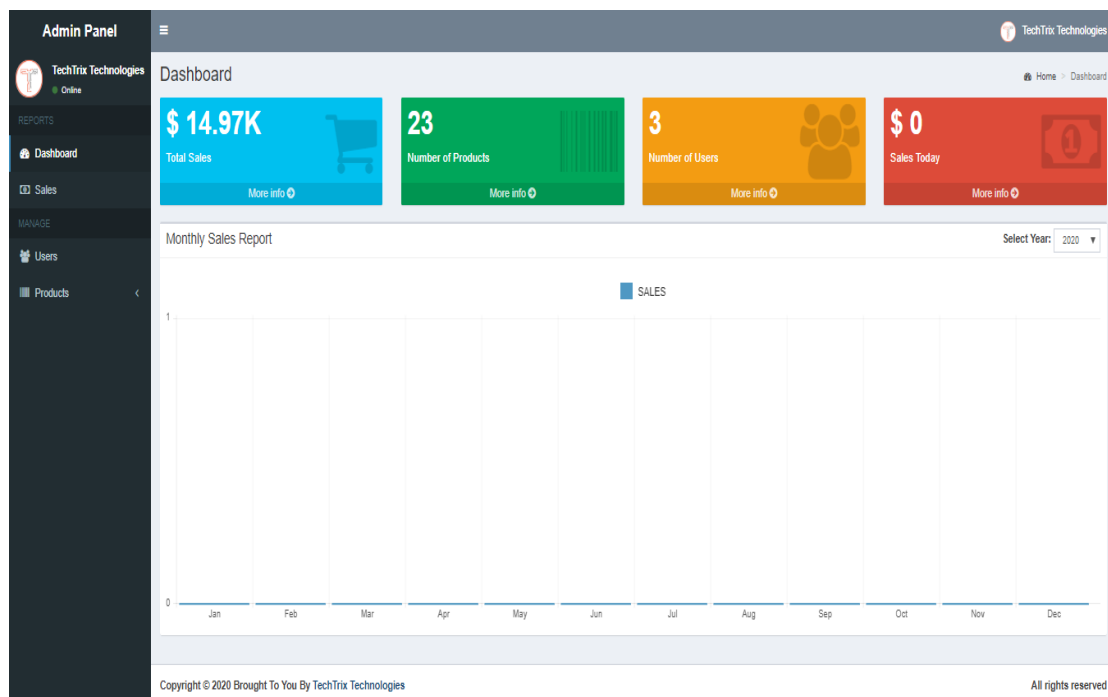 Admin Panel
TechTrix Technologies
TechTrix Technologies
Online
REPORTS
Dashboard
Sales
MANAGE
Users
Products
Dashboard
Home > Dashboard
$ 14.97K
Total Sales
More info
23
Number of Products
More info
3
Number of Users
More info
$ 0
Sales Today
More info
Monthly Sales Report
Select Year: 2020
SALES
1
0
Jan Feb Mar Apr May Jun Jul Aug Sep Oct Nov Dec
Copyright © 2020 Brought To You By TechTrix Technologies
All rights reserved